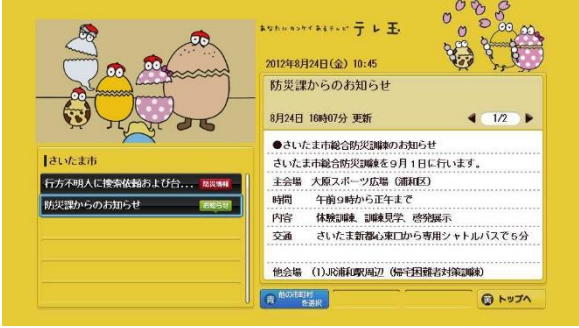 あなたにカンケイあるテレビ テレ玉
2012年8月24日(金) 10:45
防災課からのお知らせ
8月24日 16時07分 更新
1/2
●さいたま市総合防災訓練のお知らせ
さいたま市総合防災訓練を9月1日に行います。
主会場 大原スポーツ広場（浦和区）
時間 午前9時から正午まで
内容 体験訓練、訓練見学、啓発展示
交通 さいたま新都心東口から専用シャトルバスで5分
他会場 (1)JR浦和駅周辺（帰宅困難者対策訓練）
さいたま市
行方不明人に捜索依頼および台... 防災情報
防災課からのお知らせ お知らせ
青 他の市町村を選択
黄 トップへ